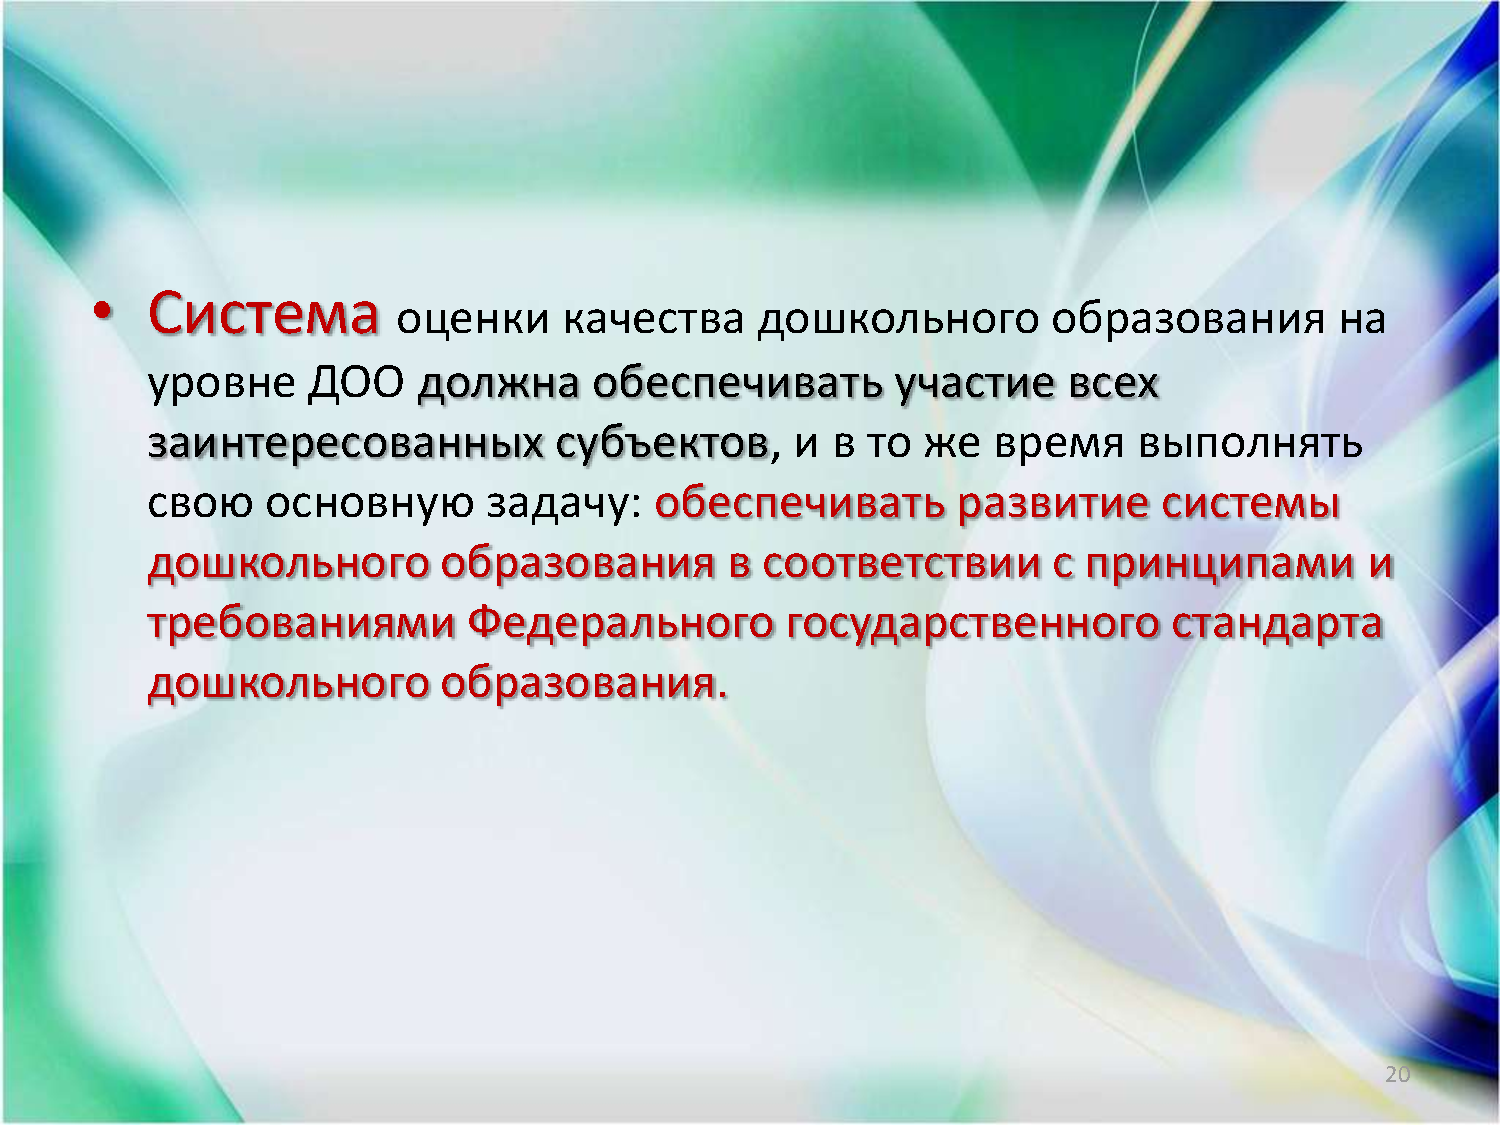 • Система оценки качества дошкольного образования на
уровне ДОО должна обеспечивать участие всех
заинтересованных субъектов, и в то же время выполнять
свою основную задачу: обеспечивать развитие системы
дошкольного образования в соответствии с принципами и
требованиями Федерального государственного стандарта
дошкольного образования.
20